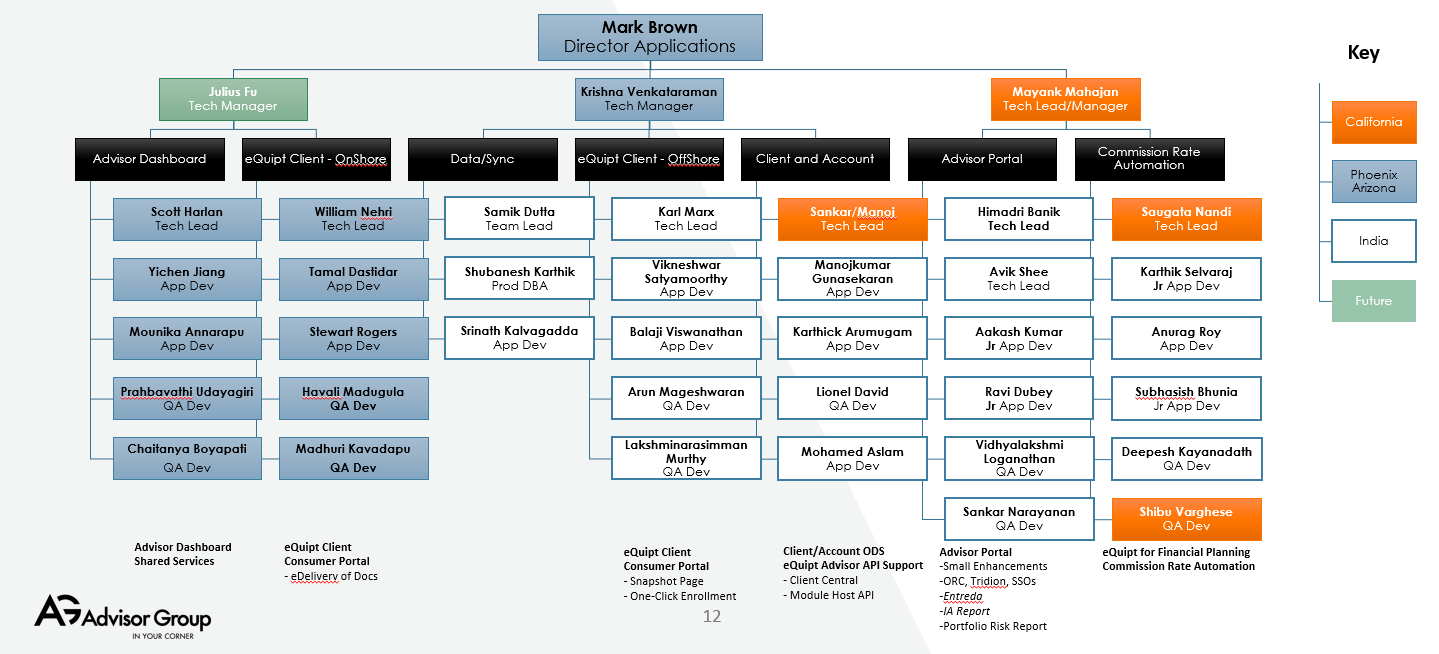 Mark Brown
Director Applications
Key
Julius Fu
Tech Manager
Krishna Venkataraman
Tech Manager
Mayank Mahajan
Tech Lead/Manager
California
Phoenix
Arizona
India
Future
Advisor Dashboard
eQuipt Client - OnShore
Data/Sync
eQuipt Client - OffShore
Client and Account
Advisor Portal
Commission Rate
Automation
Scott Harlan
Tech Lead
William Nehri
Tech Lead
Samik Dutta
Team Lead
Karl Marx
Tech Lead
Sankar/Manoj
Tech Lead
Himadri Banik
Tech Lead
Saugata Nandi
Tech Lead
Yichen Jiang
App Dev
Tamal Dastidar
App Dev
Shubanesh Karthik
Prod DBA
Vikneshwar
Satyamoorthy
App Dev
Manojkumar
Gunasekaran
App Dev
Avik Shee
Tech Lead
Karthik Selvaraj
Jr App Dev
Mounika Annarapu
App Dev
Stewart Rogers
App Dev
Srinath Kalvagadda
App Dev
Balaji Viswanathan
App Dev
Karthick Arumugam
App Dev
Aakash Kumar
Jr App Dev
Anurag Roy
App Dev
Prahbavathi Udayagiri
QA Dev
Havali Madugula
QA Dev
Arun Mageshwaran
QA Dev
Lionel David
QA Dev
Ravi Dubey
Jr App Dev
Subhasish Bhunia
Jr App Dev
Chaitanya Boyapati
QA Dev
Madhuri Kavadapu
QA Dev
Lakshminarasimman
Murthy
QA Dev
Mohamed Aslam
App Dev
Vidhyalakshmi
Loganathan
QA Dev
Deepesh Kayanadath
QA Dev
Sankar Narayanan
QA Dev
Shibu Varghese
QA Dev
Advisor Dashboard
Shared Services
eQuipt Client
Consumer Portal
- eDelivery of Docs
eQuipt Client
Consumer Portal
- Snapshot Page
- One-Click Enrollment
Client/Account ODS
eQuipt Advisor API Support
- Client Central
- Module Host API
Advisor Portal
-Small Enhancements
-ORC, Tridion, SSOs
-Entreda
-IA Report
-Portfolio Risk Report
eQuipt for Financial Planning
Commission Rate Automation
AG Advisor Group
IN YOUR CORNER
12